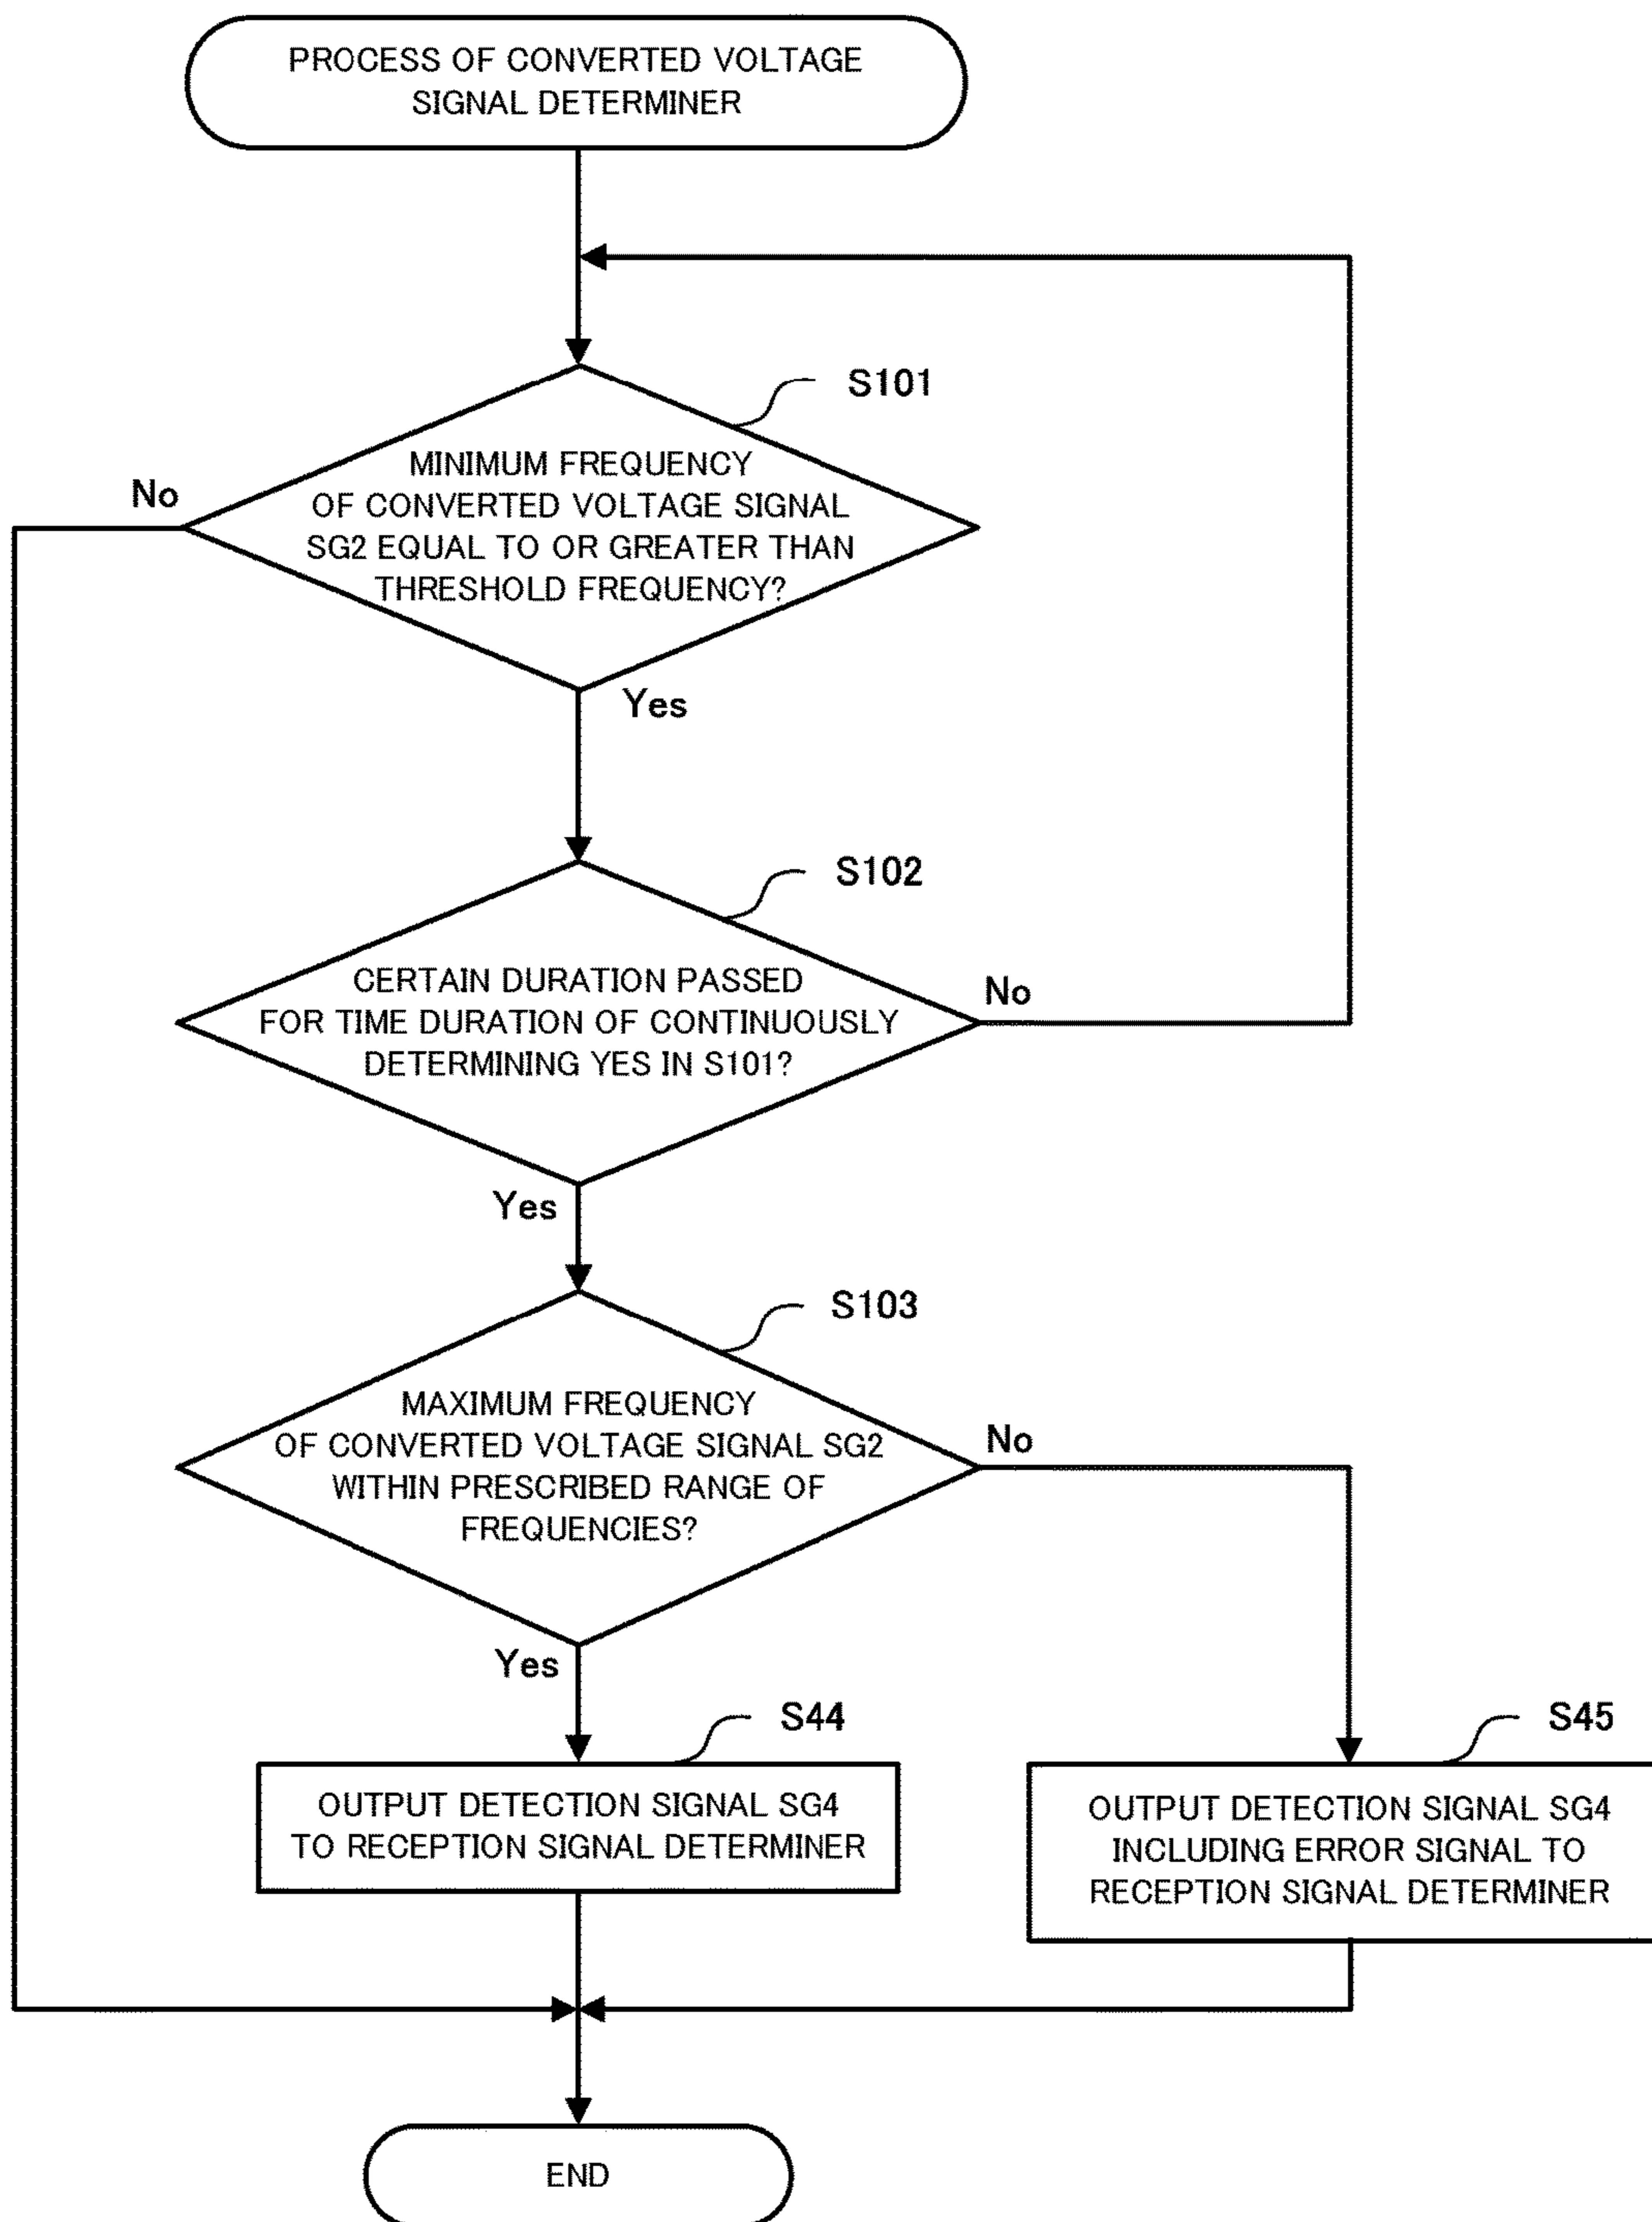 PROCESS OF CONVERTED VOLTAGE
SIGNAL DETERMINER
S101
No
MINIMUM FREQUENCY
OF CONVERTED VOLTAGE SIGNAL
SG2 EQUAL TO OR GREATER THAN
THRESHOLD FREQUENCY?
Yes
S102
CERTAIN DURATION PASSED
FOR TIME DURATION OF CONTINUOUSLY
DETERMINING YES IN S101?
No
Yes
S103
MAXIMUM FREQUENCY
OF CONVERTED VOLTAGE SIGNAL SG2
WITHIN PRESCRIBED RANGE OF
FREQUENCIES?
No
Yes
S44
OUTPUT DETECTION SIGNAL SG4
TO RECEPTION SIGNAL DETERMINER
S45
OUTPUT DETECTION SIGNAL SG4
INCLUDING ERROR SIGNAL TO
RECEPTION SIGNAL DETERMINER
END